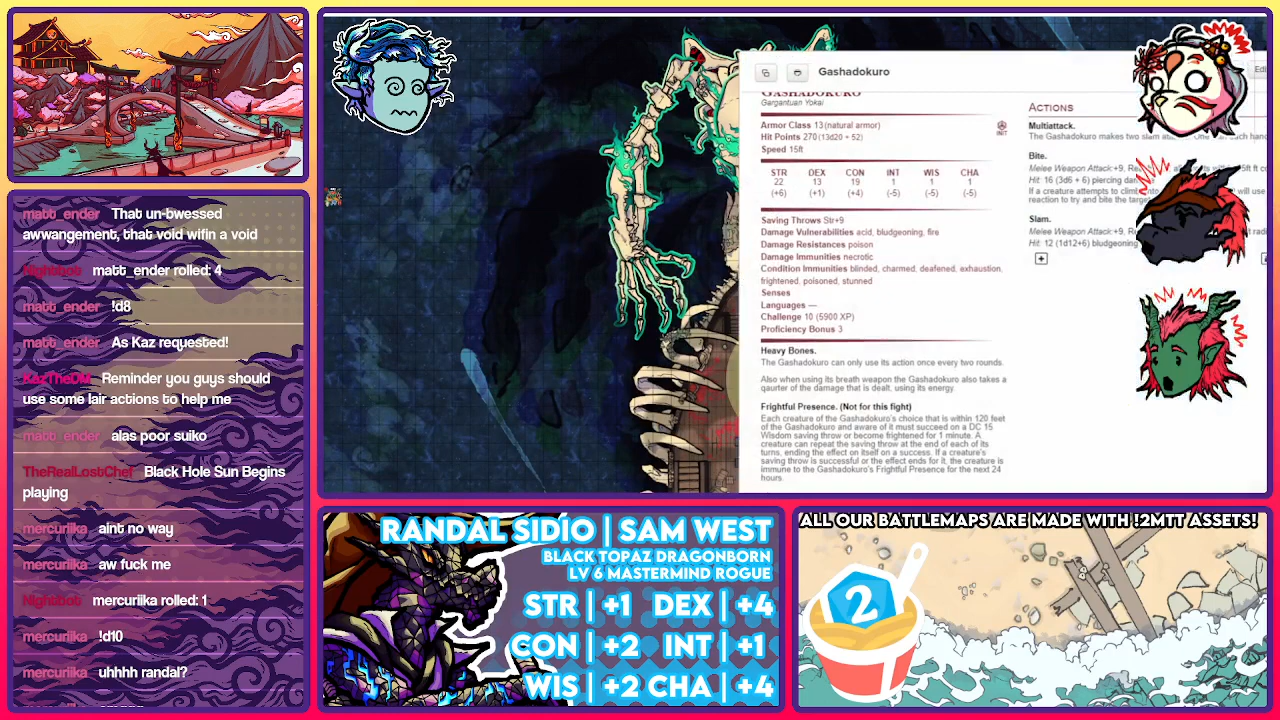 matt_ender That un-bwessed
awwangement, that void wifin a void
Nightbot matt_ender rolled: 4
matt_ender !d8
matt_ender As Kaz requested!
KazTheDM Reminder you guys should
use some lair actions to help me
matt_ender alas poor suiko
TheRealLostChef Black Hole Sun Begins
playing
mercuriika aint no way
mercuriika aw fuck me
Nightbot mercuriika rolled: 1
mercuriika !d10
mercuriika uhhhh randal?
Gashadokuro
GASHADOKURO
Gargantuan Yokai
Armor Class 13 (natural armor)
Hit Points 270 (13d20 + 52)
Speed 15ft
INIT
STR DEX CON INT WIS CHA
22 13 19 1 1 1
(+6) (+1) (+4) (-5) (-5) (-5)
Saving Throws Str+9
Damage Vulnerabilities acid, bludgeoning, fire
Damage Resistances poison
Damage Immunities necrotic
Condition Immunities blinded, charmed, deafened, exhaustion,
frightened, poisoned, stunned
Senses
Languages —
Challenge 10 (5900 XP)
Proficiency Bonus 3
Heavy Bones.
The Gashadokuro can only use its action once every two rounds.
Also when using its breath weapon the Gashadokuro also takes a
qaurter of the damage that is dealt, using its energy.
Frightful Presence. (Not for this fight)
Each creature of the Gashadokuro's choice that is within 120 feet
of the Gashadokuro and aware of it must succeed on a DC 15
Wisdom saving throw or become frightened for 1 minute. A
creature can repeat the saving throw at the end of each of its
turns, ending the effect on itself on a success. If a creature's
saving throw is successful or the effect ends for it, the creature is
immune to the Gashadokuro's Frightful Presence for the next 24
hours
ACTIONS
Multiattack.
The Gashadokuro makes two slam
Bite.
Melee Weapon Attack:+9,
Hit: 16 (3d6 + 6) piercing
If a creature attempts to climb will use
reaction to try and bite the
Slam.
Melee Weapon Attack:+9,
Hit: 12 (1d12+6) bludgeoning
RANDAL SIDIO | SAM WEST
BLACK TOPAZ DRAGONBORN
LV 6 MASTERMIND ROGUE
STR | +1 DEX | +4
CON | +2 INT | +1
WIS | +2 CHA | +4
ALL OUR BATTLEMAPS ARE MADE WITH !2MTT ASSETS!
2